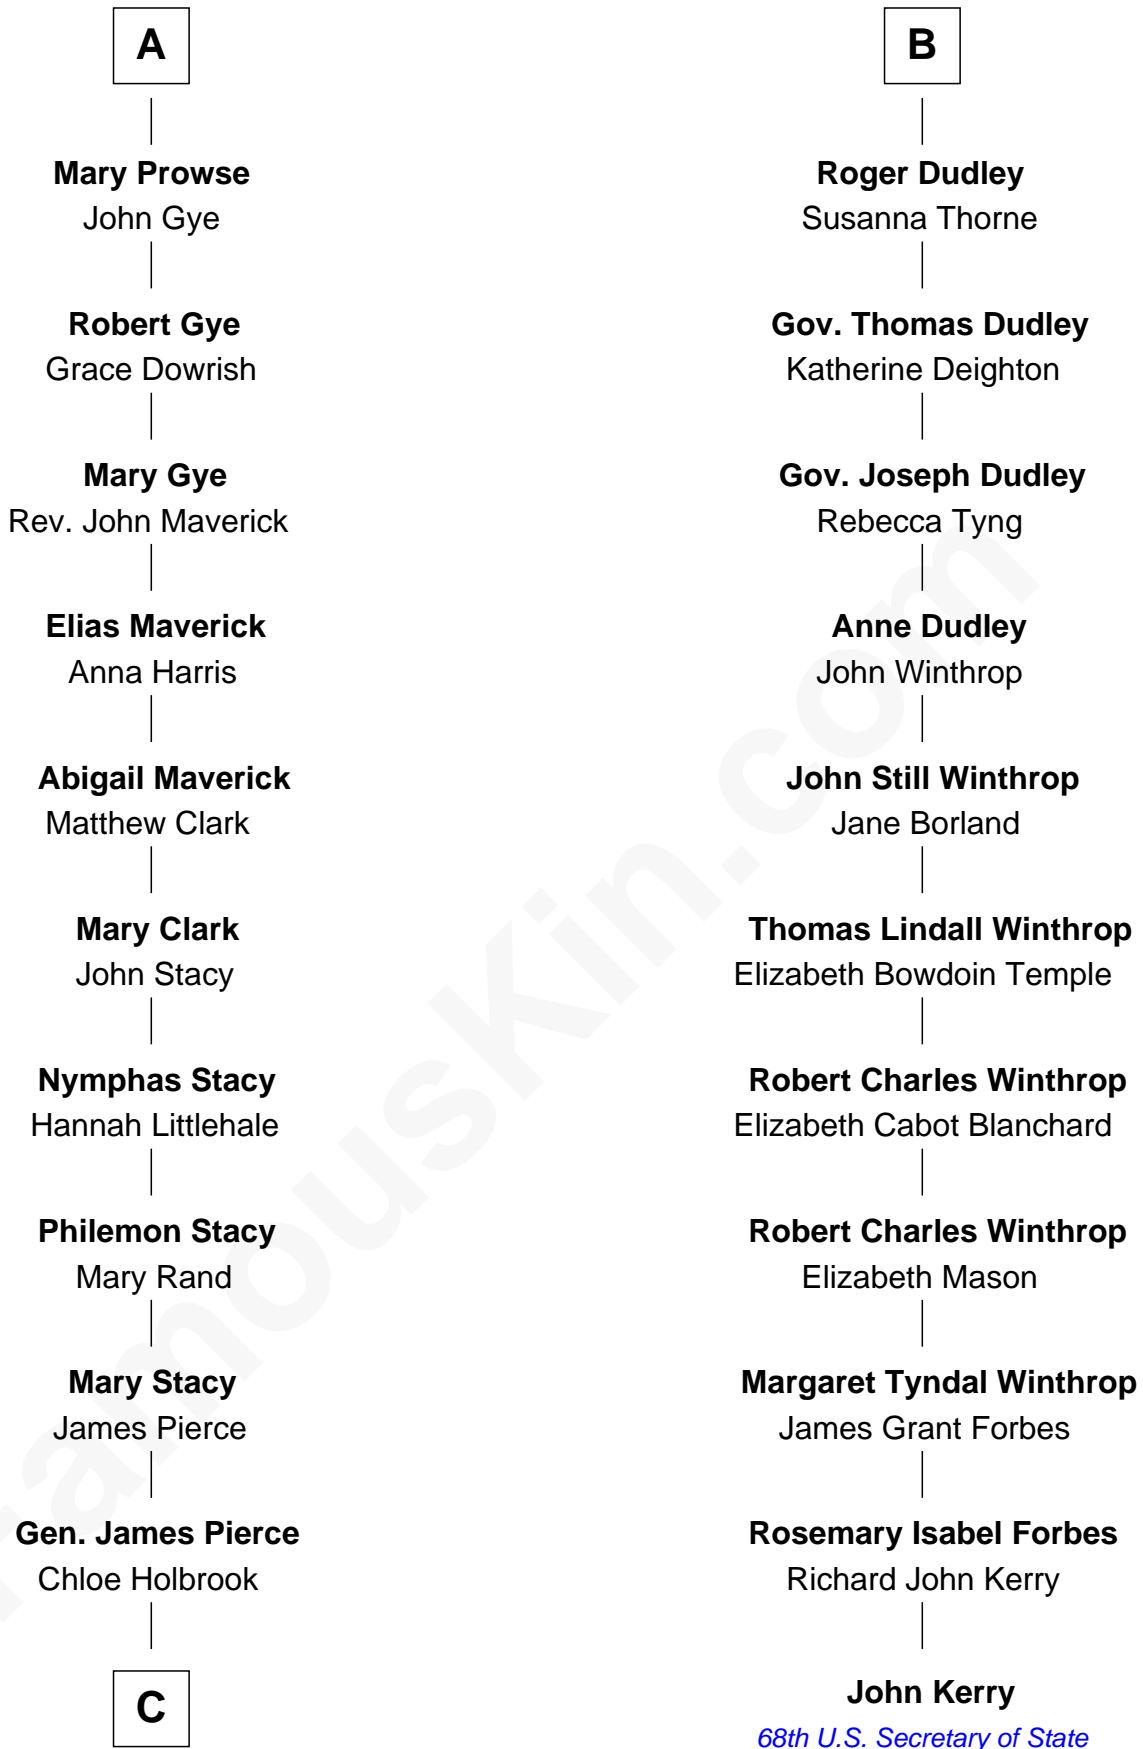 A
Mary Prowse
John Gye
Robert Gye
Grace Dowrish
Mary Gye
Rev. John Maverick
Elias Maverick
Anna Harris
Abigail Maverick
Matthew Clark
Mary Clark
John Stacy
Nymphas Stacy
Hannah Littlehale
Philemon Stacy
Mary Rand
Mary Stacy
James Pierce
Gen. James Pierce
Chloe Holbrook
C
B
Roger Dudley
Susanna Thorne
Gov. Thomas Dudley
Katherine Deighton
Gov. Joseph Dudley
Rebecca Tyng
Anne Dudley
John Winthrop
John Still Winthrop
Jane Borland
Thomas Lindall Winthrop
Elizabeth Bowdoin Temple
Robert Charles Winthrop
Elizabeth Cabot Blanchard
Robert Charles Winthrop
Elizabeth Mason
Margaret Tyndal Winthrop
James Grant Forbes
Rosemary Isabel Forbes
Richard John Kerry
John Kerry
68th U.S. Secretary of State
FamousKin.com